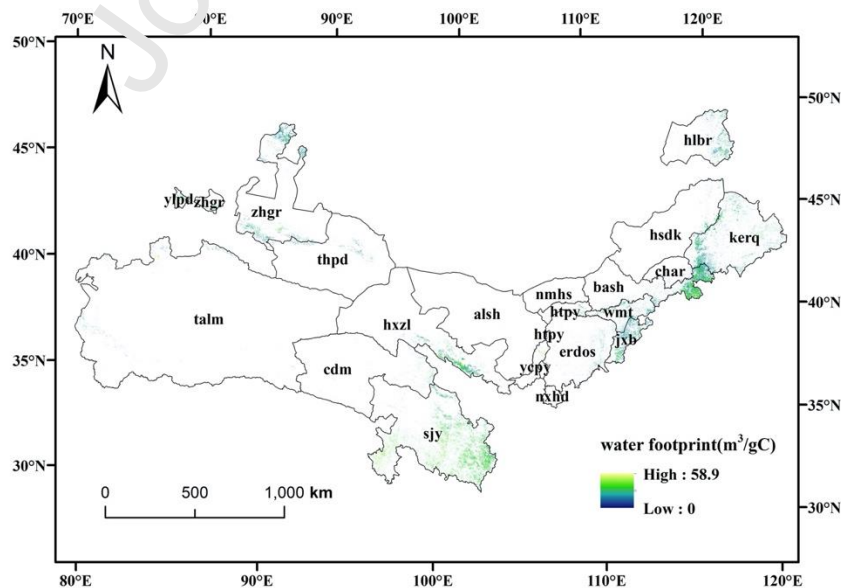 70°E 80°E 90°E 100°E 110°E 120°E
50°N
N
50°N
hlbr
45°N
ylpd zhgr
45°N
zhgr
hsdk
kerq
40°N
thpd
char
nmhs
bash
40°N
talm
alsh
htpy
wmt
hxzl
htpy
jxb
erdos
35°N
cdm
ycpy
nxhd
35°N
sjy
water footprint(m³/gC)
30°N
High : 58.9
0 500 1,000 km
Low : 0
30°N
80°E 90°E 100°E 110°E 120°E